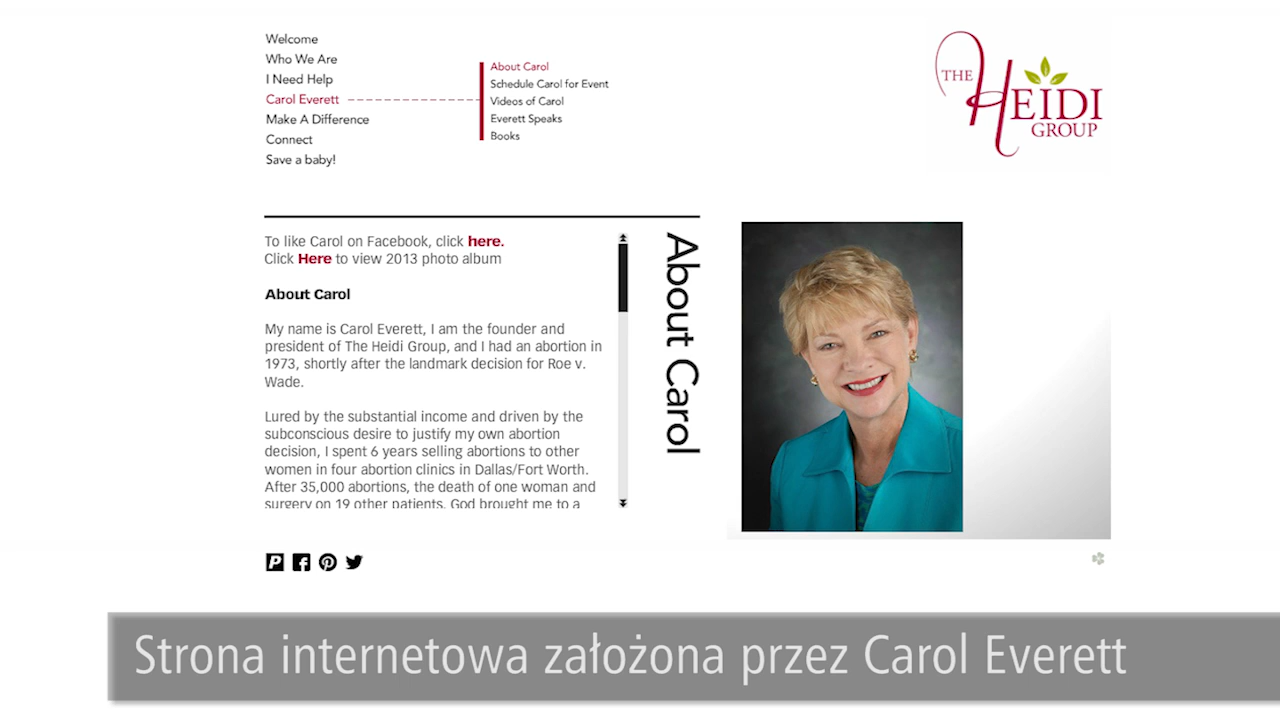 Welcome
Who We Are
I Need Help
Carol Everett
Make A Difference
Connect
Save a baby!
About Carol
Schedule Carol for Event
Videos of Carol
Everett Speaks
Books
THE
HEIDI
GROUP
To like Carol on Facebook, click here.
Click Here to view 2013 photo album
About Carol
My name is Carol Everett, I am the founder and
president of The Heidi Group, and I had an abortion in
1973, shortly after the landmark decision for Roe v.
Wade.
Lured by the substantial income and driven by the
subconscious desire to justify my own abortion
decision, I spent 6 years selling abortions to other
women in four abortion clinics in Dallas/Fort Worth.
After 35,000 abortions, the death of one woman and
surgery on 19 other patients, God brought me to a
About Carol
Strona internetowa założona przez Carol Everett